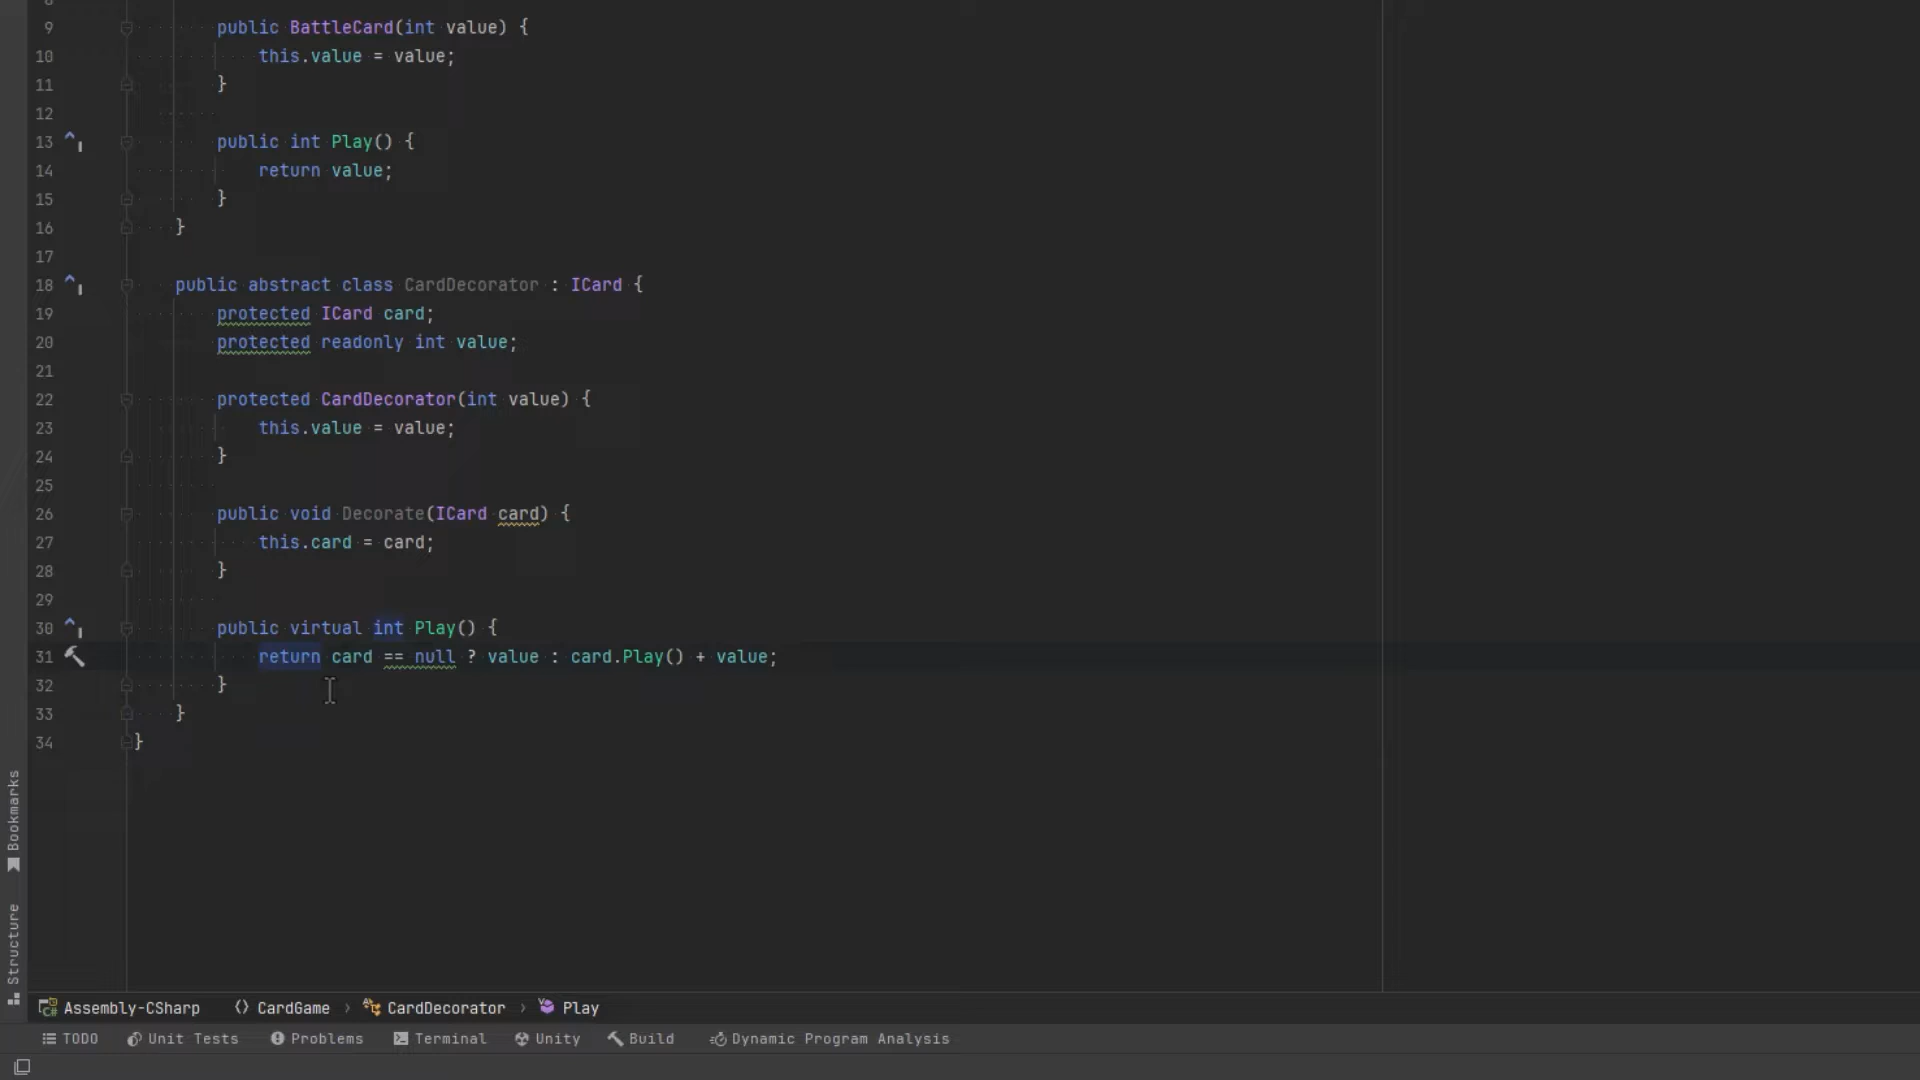 8
9 public BattleCard(int value) {
10 this.value = value;
11 }
12
13 public int Play() {
14 return value;
15 }
16 }
17
18 public abstract class CardDecorator : ICard {
19 protected ICard card;
20 protected readonly int value;
21
22 protected CardDecorator(int value) {
23 this.value = value;
24 }
25
26 public void Decorate(ICard card) {
27 this.card = card;
28 }
29
30 public virtual int Play() {
31 return card == null ? value : card.Play() + value;
32 }
33 }
34 }
Bookmarks
Structure
Assembly-CSharp CardGame CardDecorator Play
TODO Unit Tests Problems Terminal Unity Build Dynamic Program Analysis